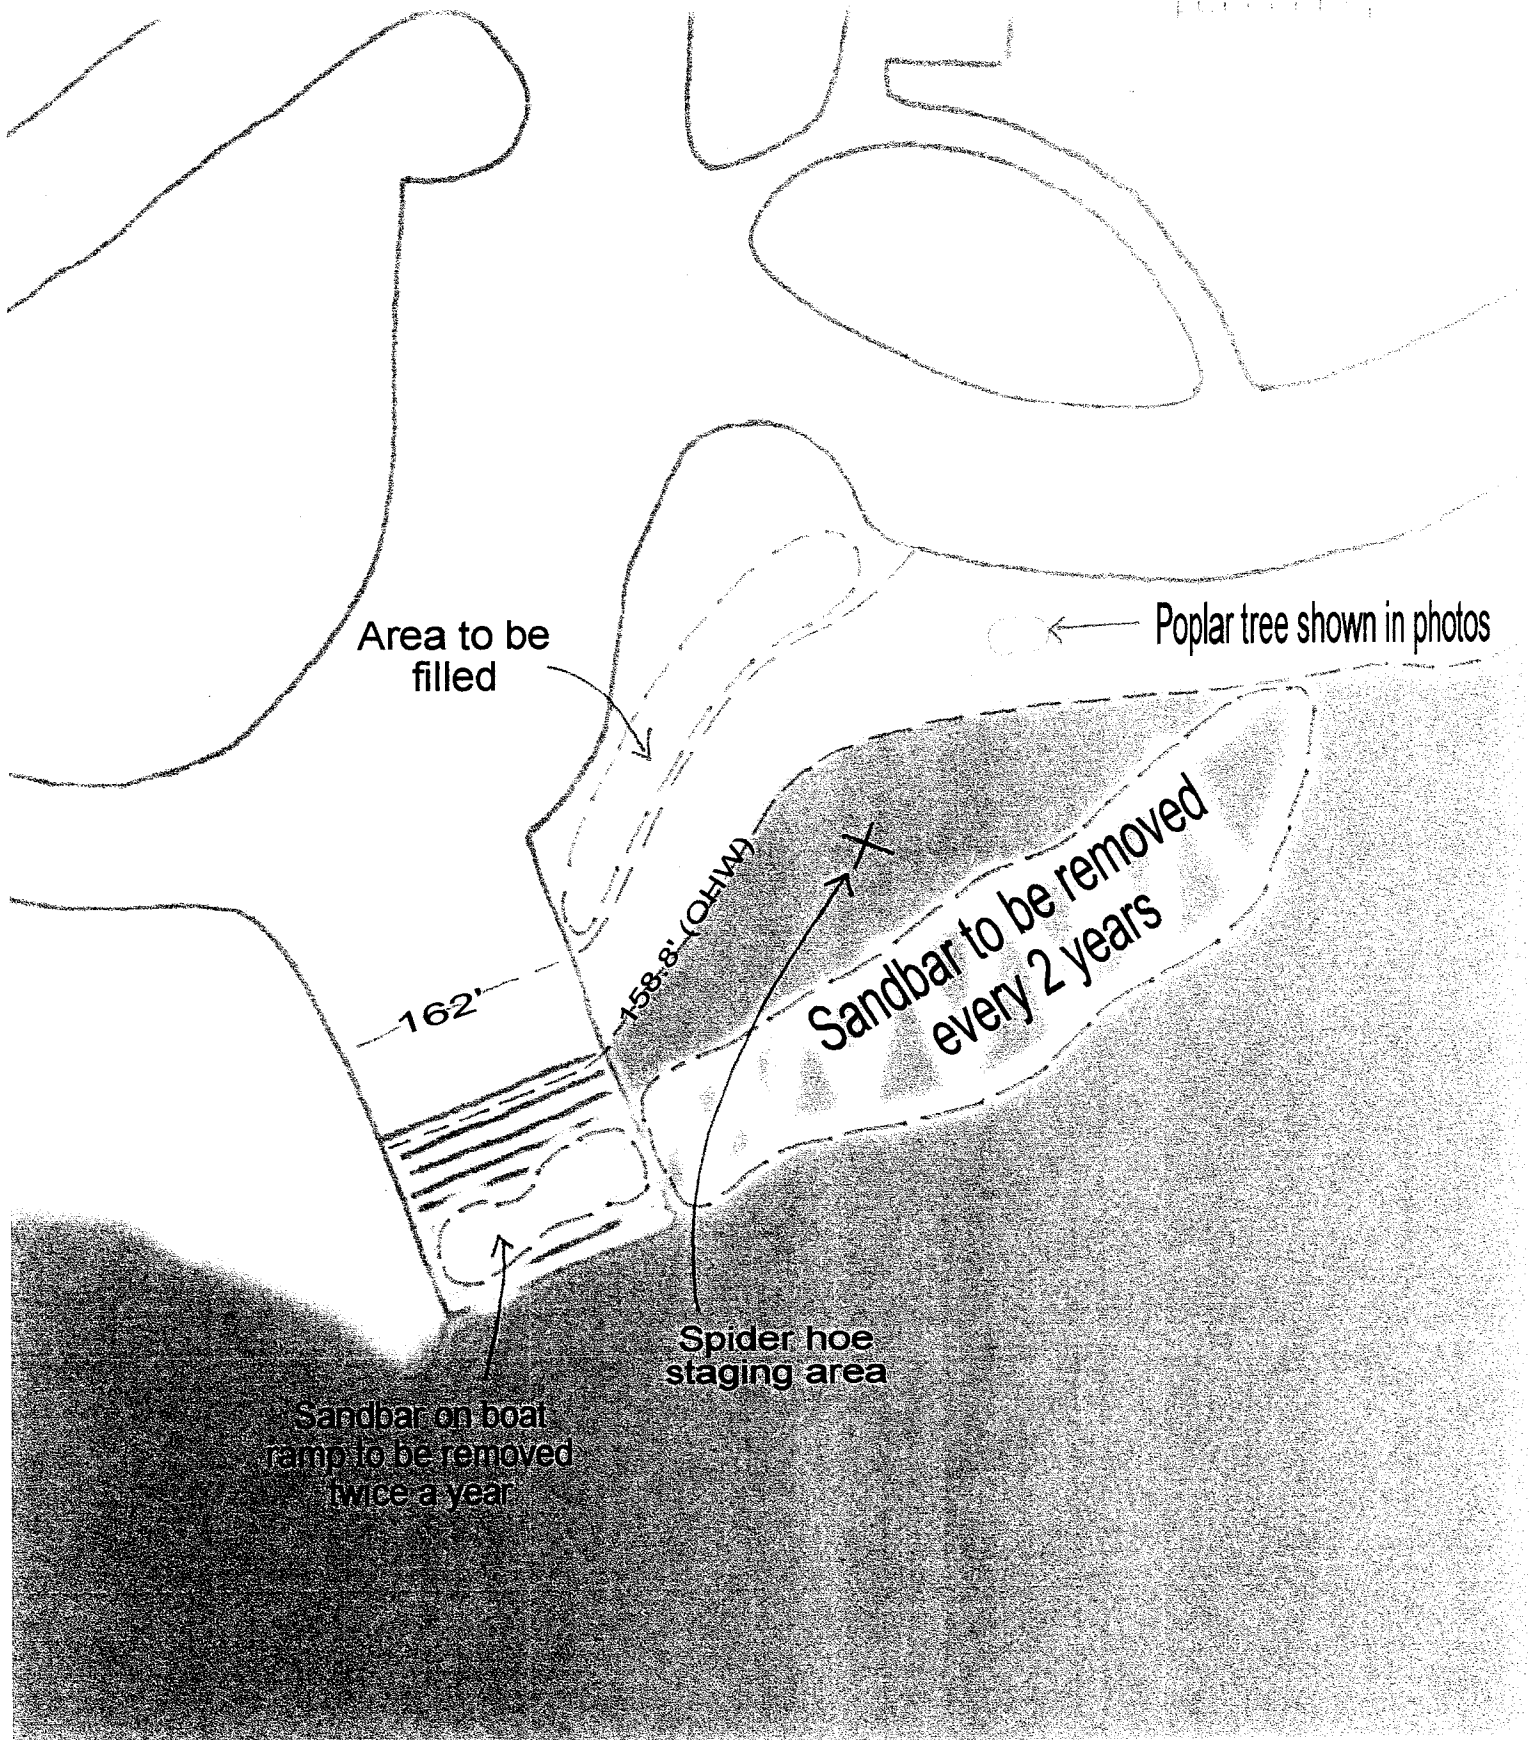 Area to be
filled
Poplar tree shown in photos
158.8' (OHW)
Sandbar to be removed
every 2 years
162'
Spider hoe
staging area
Sandbar on boat
ramp to be removed
twice a year